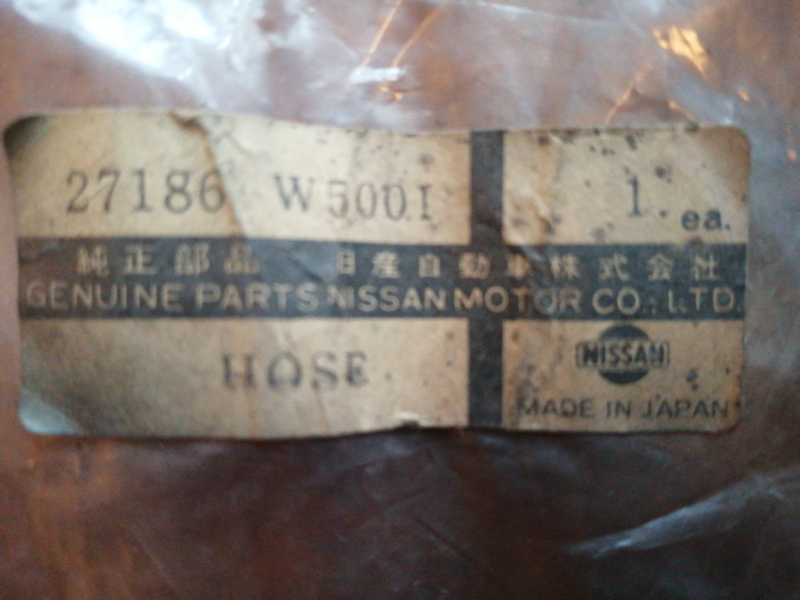 27186 W5001
1 ea.
純正部品 日産自動車株式会社
GENUINE PARTS NISSAN MOTOR CO., LTD.
HOSE
NISSAN
MADE IN JAPAN